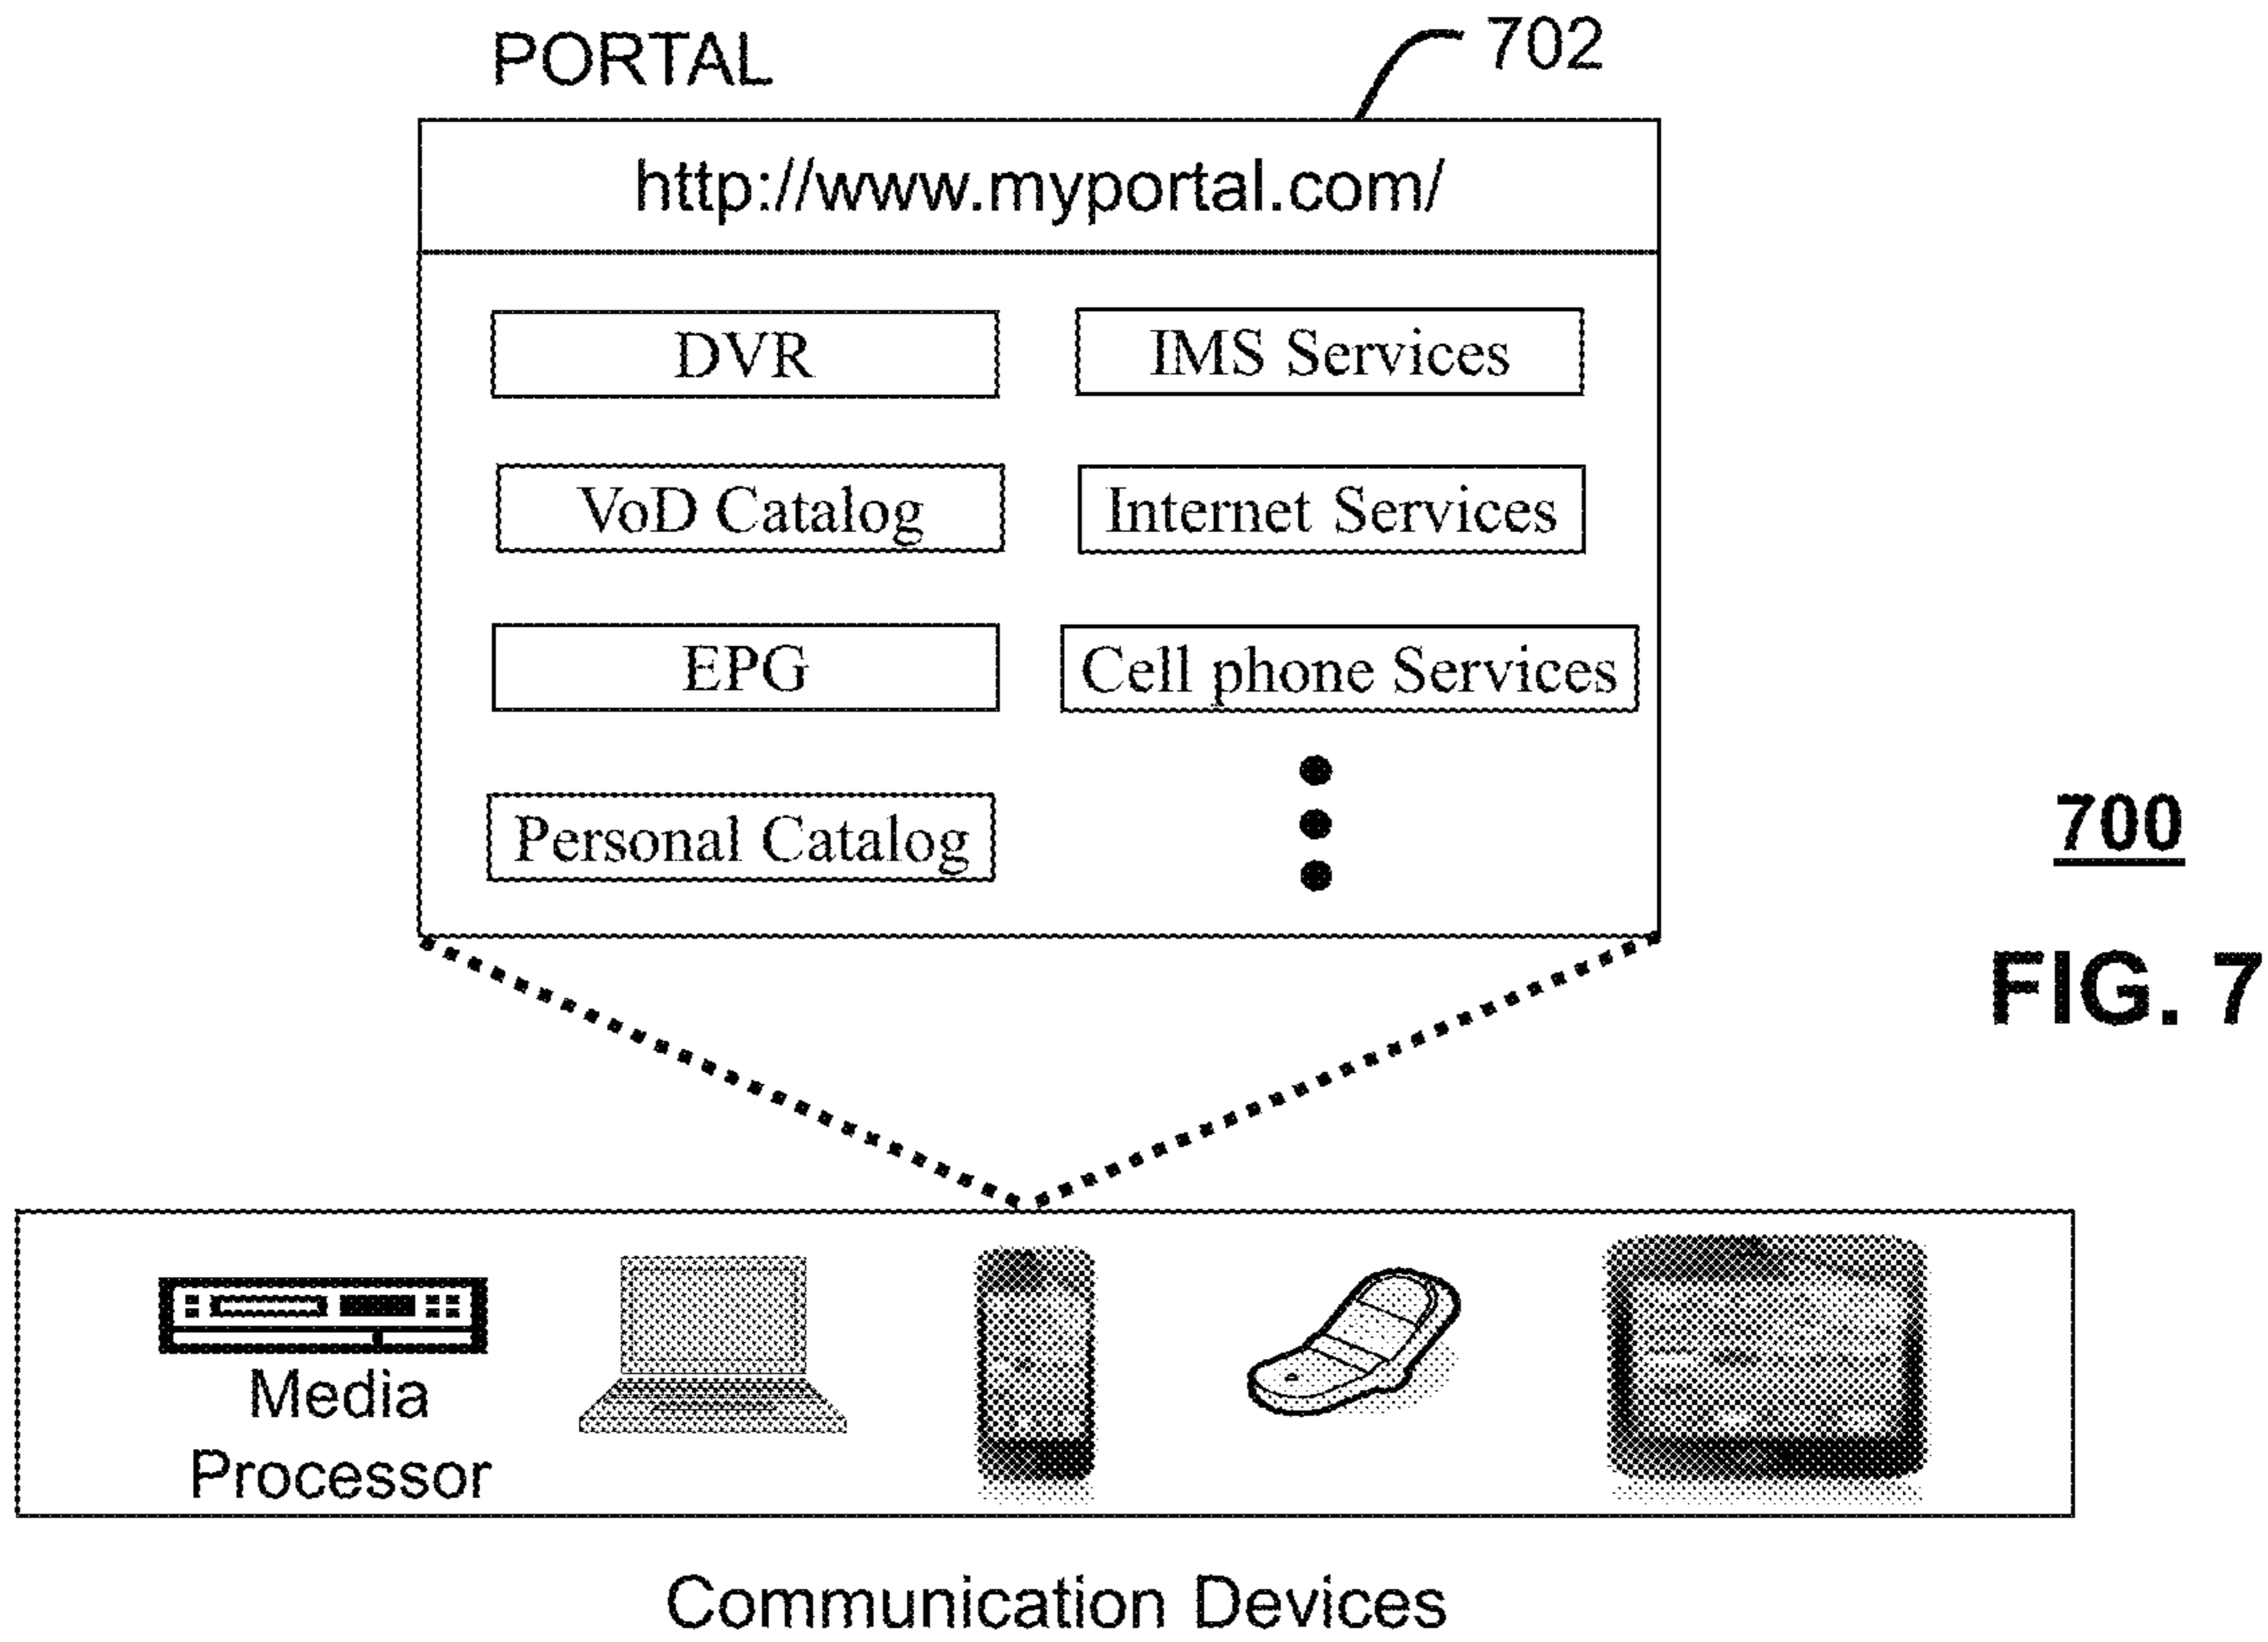 PORTAL
702
http://www.myportal.com/
DVR
IMS Services
VoD Catalog
Internet Services
EPG
Cell phone Services
Personal Catalog
700
FIG. 7
Media
Processor
Communication Devices